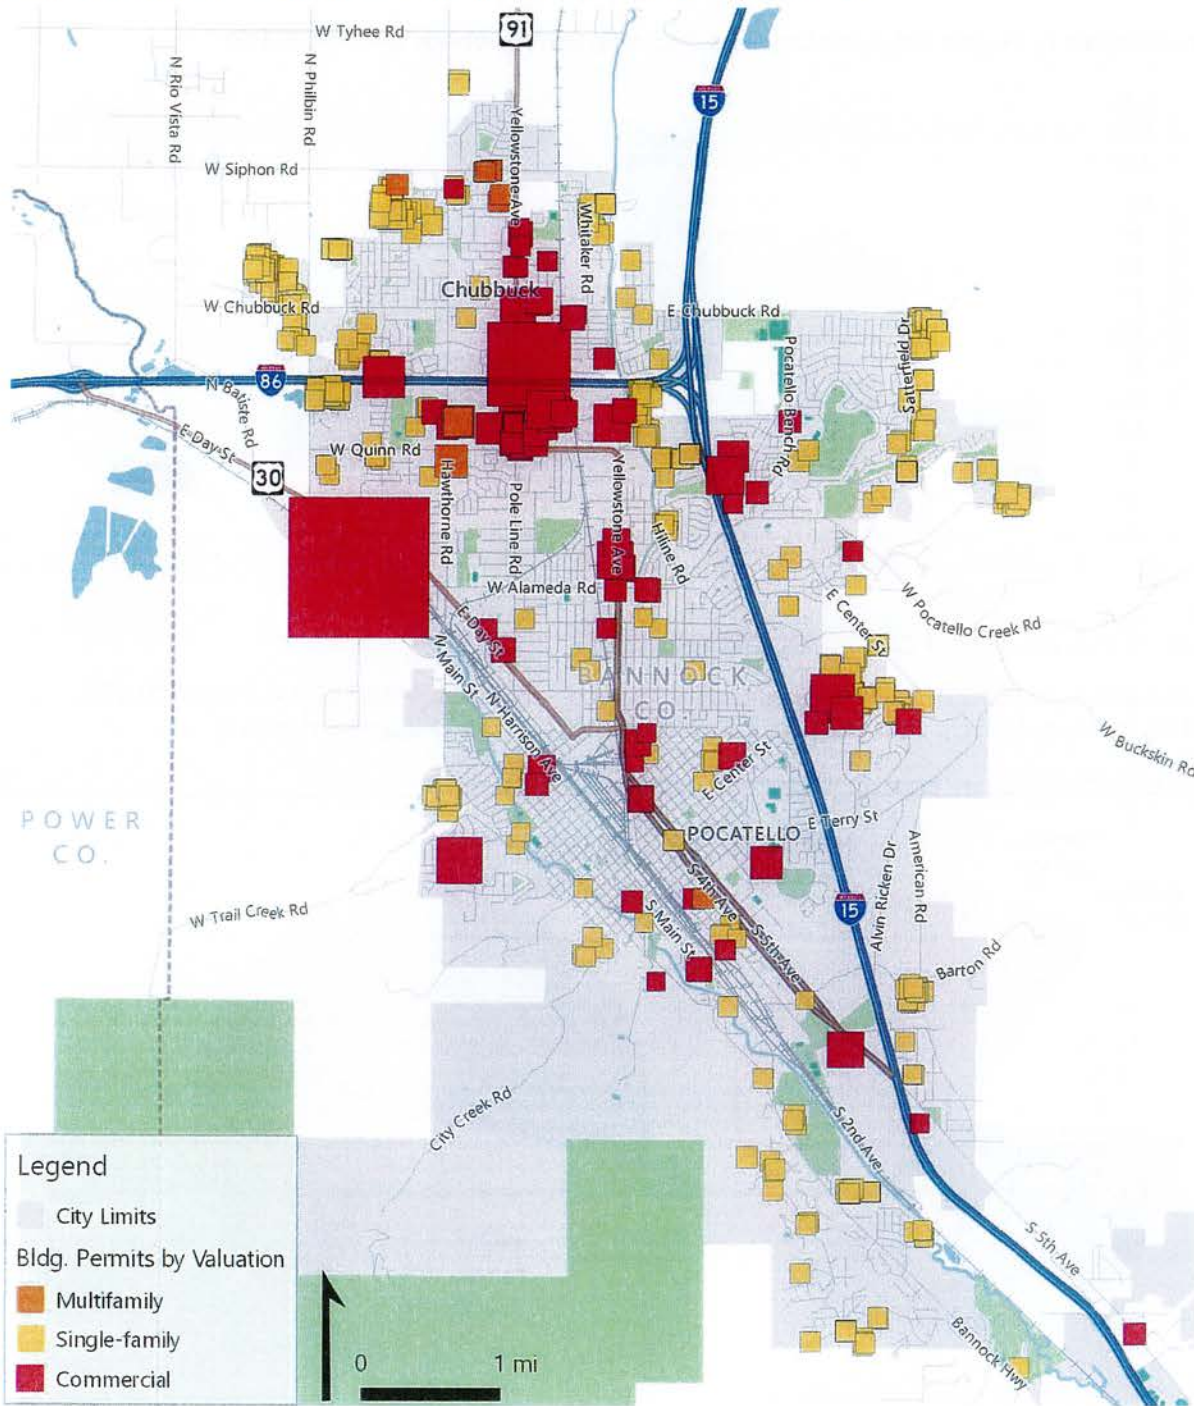 W Tyhee Rd
91
N Rio Vista Rd
N Philbin Rd
15
Yellowstone Ave
W Siphon Rd
Whitaker Rd
Chubbuck
W Chubbuck Rd
E Chubbuck Rd
Pocatello Bench Rd
Satterfield Dr
86
N Batiste Rd
E Day St
W Quinn Rd
30
Hawthorne Rd
Pole Line Rd
Yellowstone Ave
Hiline Rd
W Alameda Rd
E Day St
E Center St
W Pocatello Creek Rd
N Main St
N Harrison Ave
BANNOCK
CO.
W Buckskin Rd
E Center St
POWER
CO.
POCATELLO
E Terry St
Alvin Ricken Dr
American Rd
S 4th Ave
15
W Trail Creek Rd
S Main St
S 5th Ave
Barton Rd
City Creek Rd
S 2nd Ave
S 5th Ave
Bannock Hwy
Legend
City Limits
Bldg. Permits by Valuation
Multifamily
Single-family
Commercial
0 1 mi